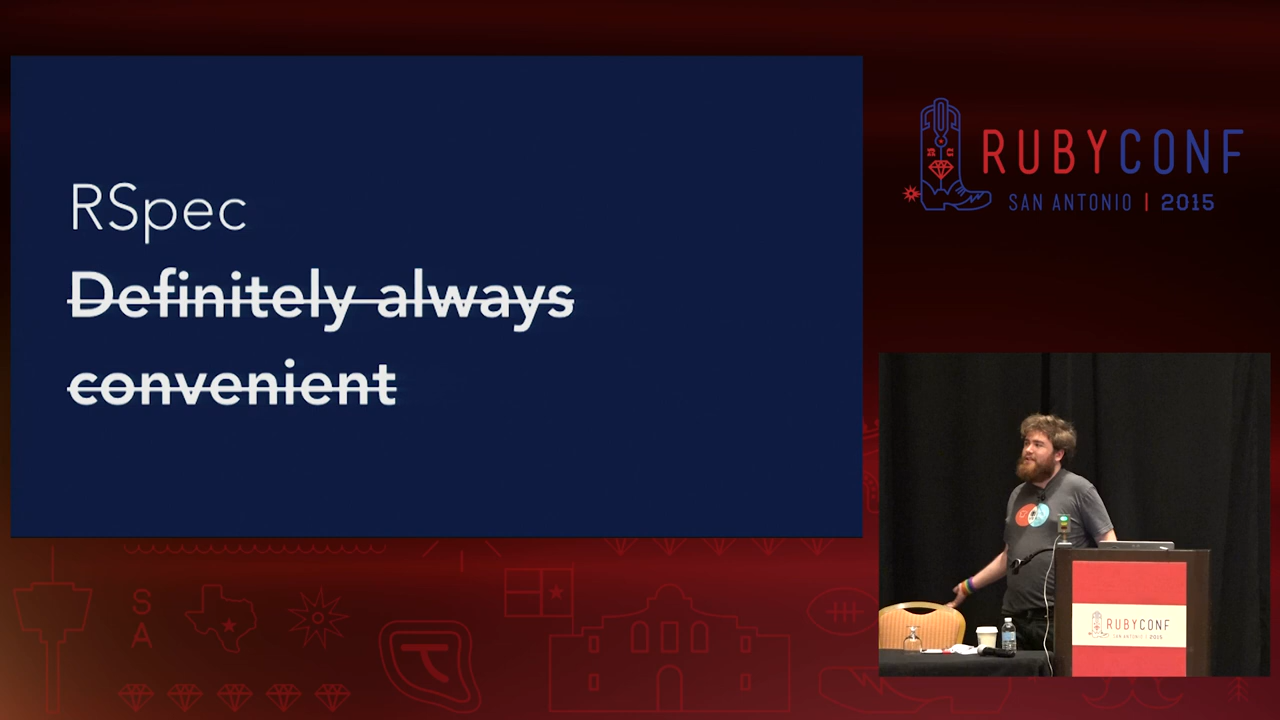 RSpec
Definitely always
convenient
RUBYCONF
SAN ANTONIO | 2015
S
A
RUBYCONF
SAN ANTONIO | 2015